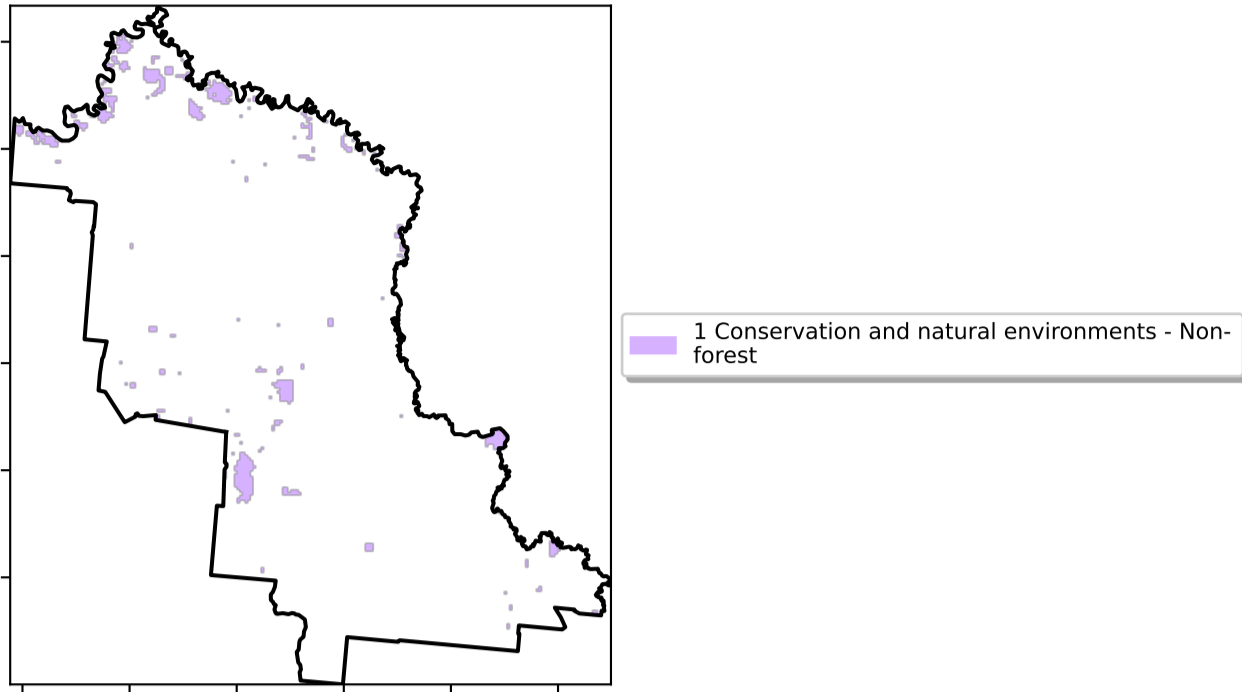 1 Conservation and natural environments - Non-
forest